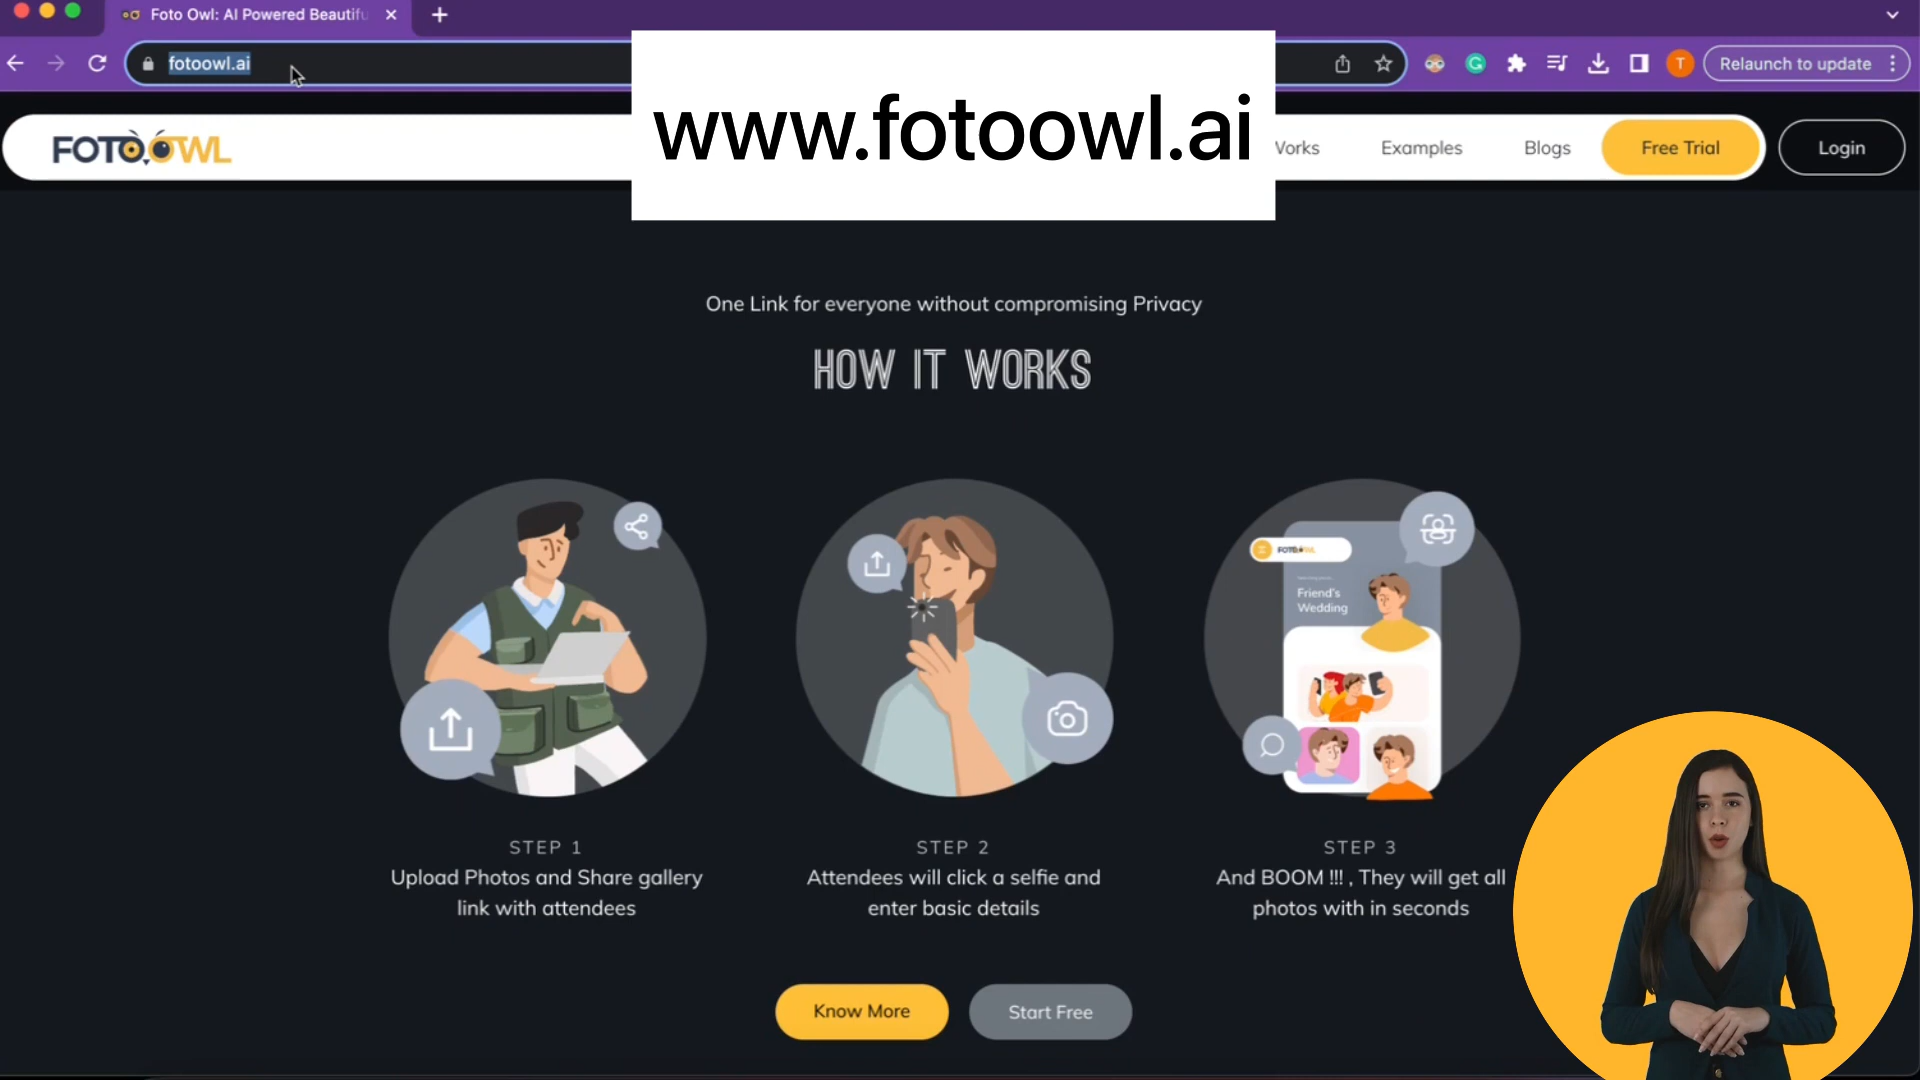 Foto Owl: AI Powered Beautifu
fotoowl.ai
Relaunch to update
T
www.fotoowl.ai
FOTOOWL
Works
Examples
Blogs
Free Trial
Login
One Link for everyone without compromising Privacy
HOW IT WORKS
FOTOOWL
Friend's
Wedding
STEP 1
Upload Photos and Share gallery
link with attendees
STEP 2
Attendees will click a selfie and
enter basic details
STEP 3
And BOOM !!! , They will get all
photos with in seconds
Know More
Start Free